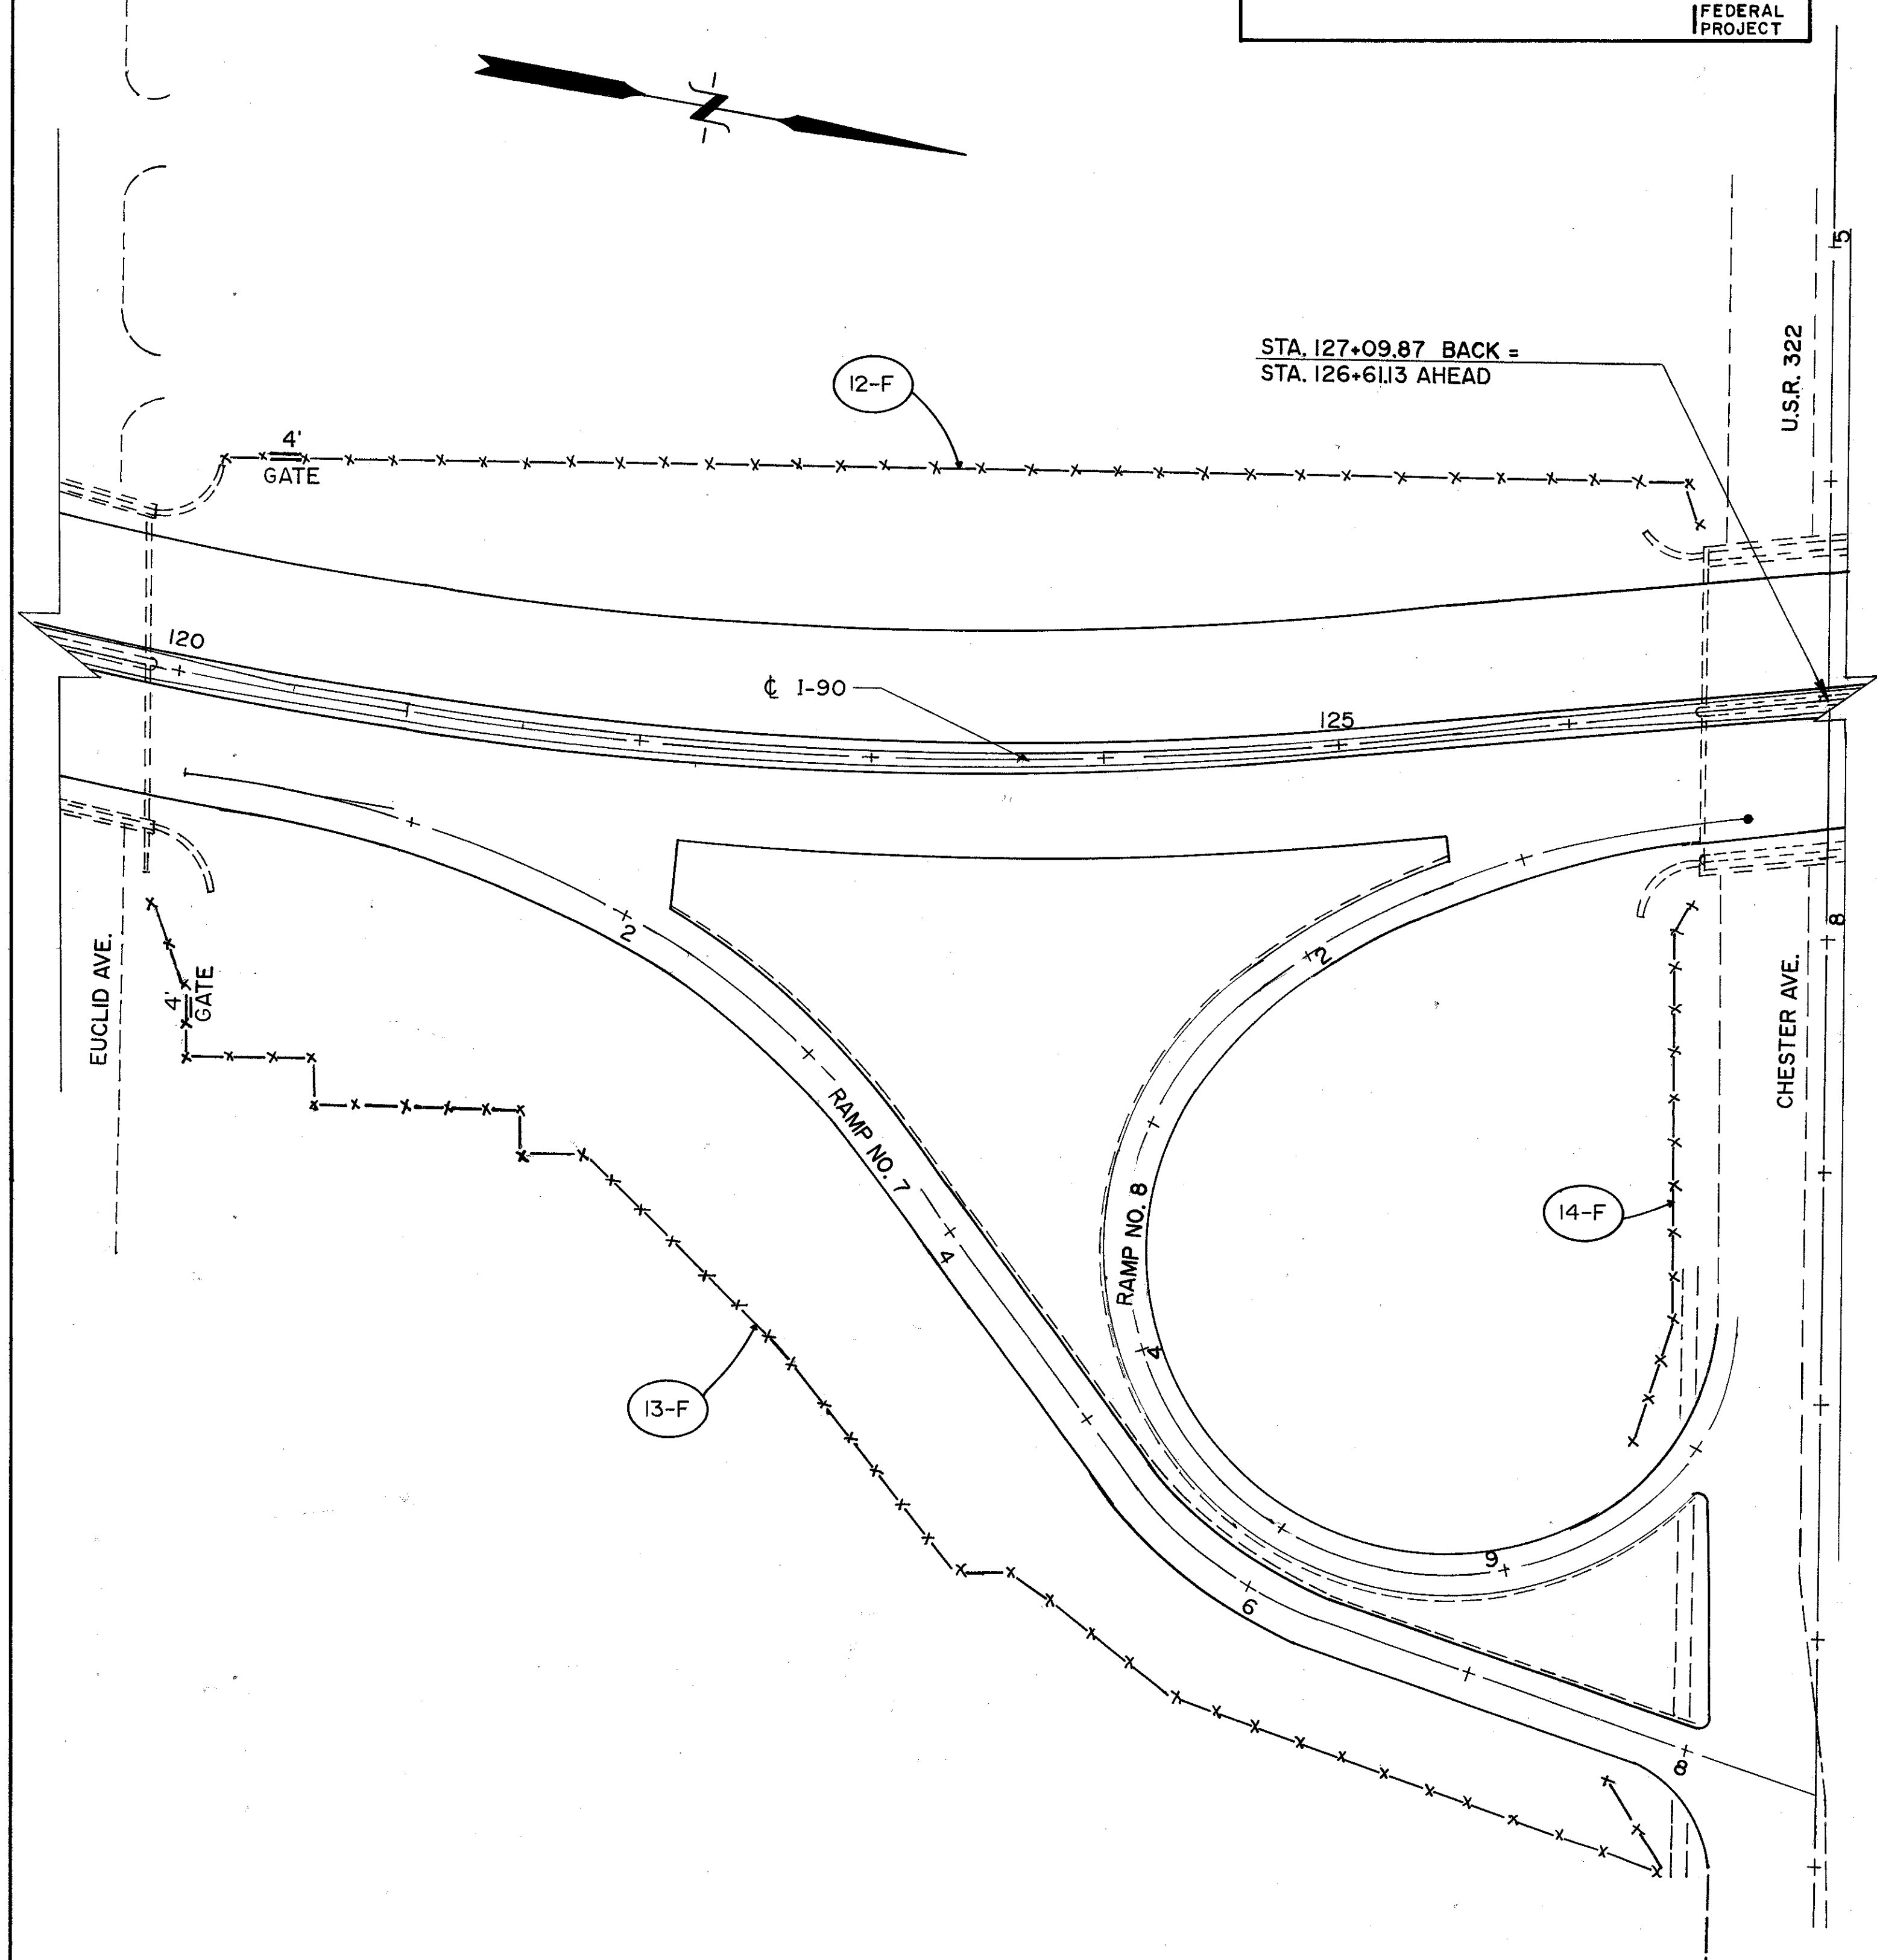 FEDERAL
PROJECT
N
5
STA. 127+09.87 BACK =
STA. 126+61.13 AHEAD
U.S.R. 322
12-F
4'
GATE
120
℄ I-90
125
2
2
8
EUCLID AVE.
4'
GATE
CHESTER AVE.
RAMP NO. 7
4
RAMP NO. 8
4
14-F
13-F
6
6
8